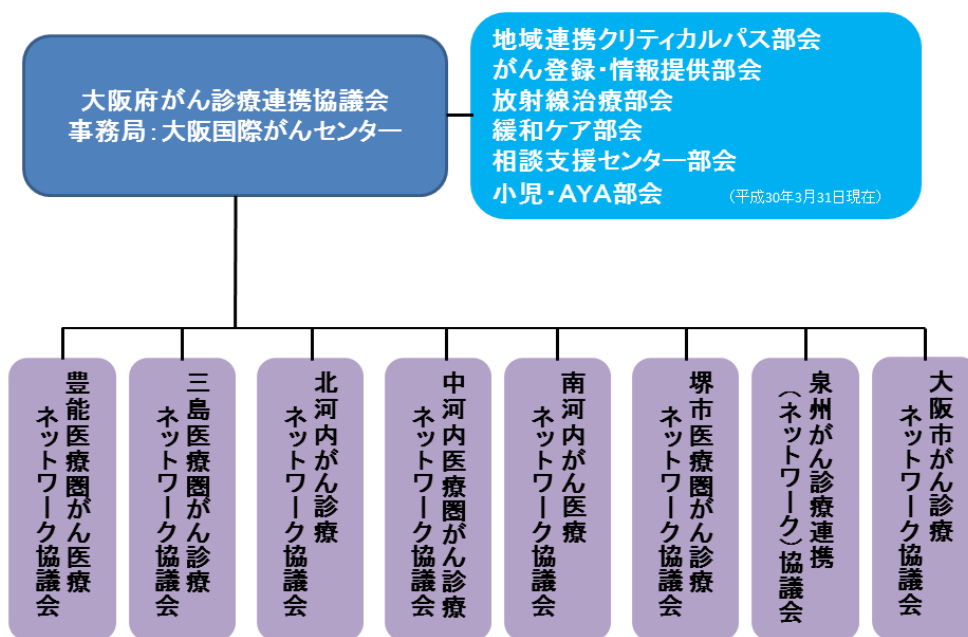 大阪府がん診療連携協議会
事務局：大阪国際がんセンター
地域連携クリティカルパス部会
がん登録・情報提供部会
放射線治療部会
緩和ケア部会
相談支援センター部会
小児・AYA部会 （平成30年3月31日現在）
豊能医療圏がん医療
ネットワーク協議会
三島医療圏がん診療
ネットワーク協議会
北河内がん診療
ネットワーク協議会
中河内医療圏がん診療
ネットワーク協議会
南河内がん医療
ネットワーク協議会
堺市医療圏がん診療
ネットワーク協議会
泉州がん診療連携
（ネットワーク）協議会
大阪市がん診療
ネットワーク協議会